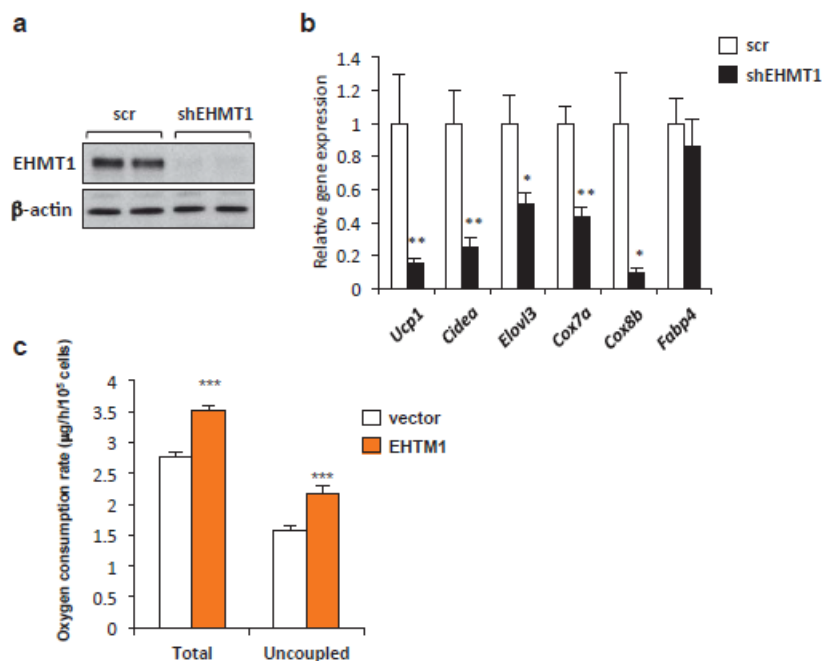 a
scr shEHMT1
EHMT1
β-actin
b
Relative gene expression
1.4
1.2
1
0.8
0.6
0.4
0.2
0
** ** * ** *
Ucp1 Cidea Elovl3 Cox7a Cox8b Fabp4
scr
shEHMT1
c
Oxygen consumption rate (µg/h/10⁵ cells)
4
3.5
3
2.5
2
1.5
1
0.5
0
*** ***
Total Uncoupled
vector
EHTM1